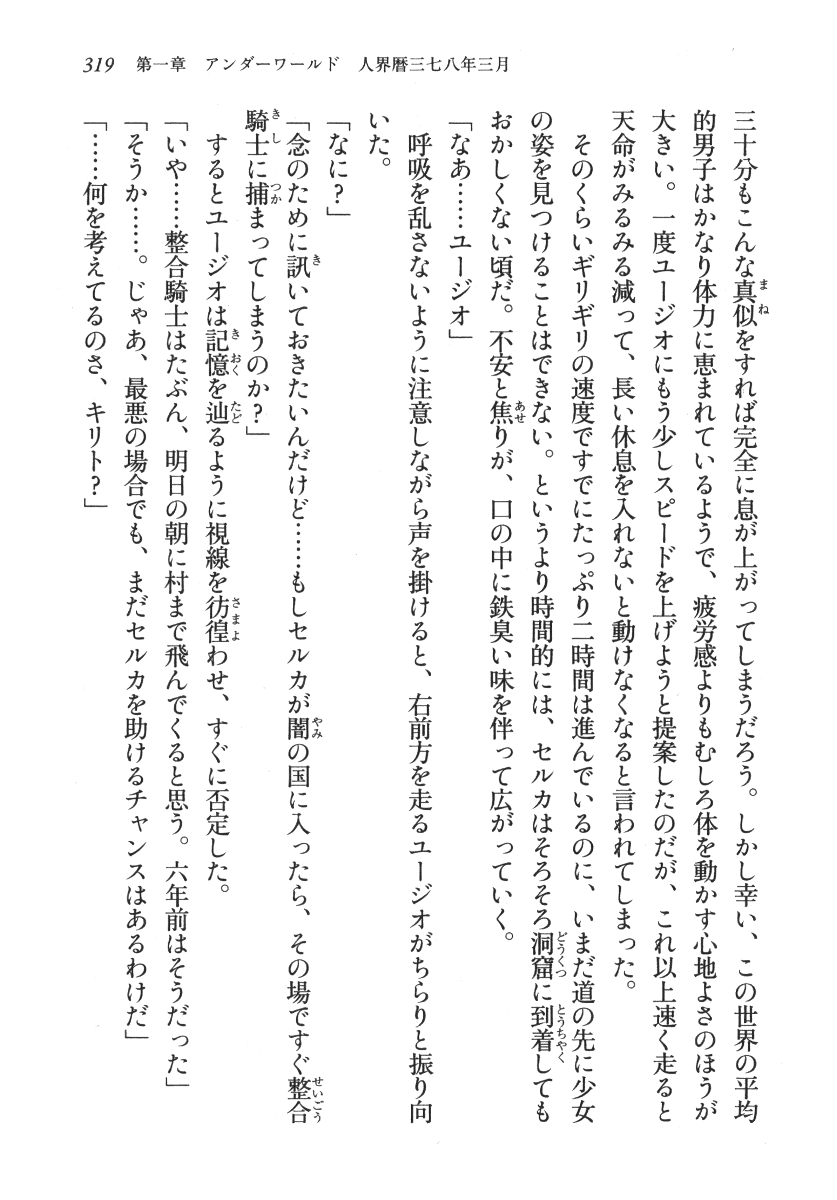 319　第一章　アンダーワールド　人界暦三七八年三月
三十分もこんな真似をすれば完全に息が上がってしまうだろう。しかし幸い、この世界の平均
的男子はかなり体力に恵まれているようで、疲労感よりもむしろ体を動かす心地よさのほうが
大きい。一度ユージオにもう少しスピードを上げようと提案したのだが、これ以上速く走ると
天命がみるみる減って、長い休息を入れないと動けなくなると言われてしまった。
　そのくらいギリギリの速度ですでにたっぷり二時間は進んでいるのに、いまだ道の先に少女
の姿を見つけることはできない。というより時間的には、セルカはそろそろ洞窟に到着しても
おかしくない頃だ。不安と焦りが、口の中に鉄臭い味を伴って広がっていく。
「なあ……ユージオ」
　呼吸を乱さないように注意しながら声を掛けると、右前方を走るユージオがちらりと振り向
いた。
「なに？」
「念のために訊いておきたいんだけど……もしセルカが闇の国に入ったら、その場ですぐ整合
騎士に捕まってしまうのか？」
　するとユージオは記憶を辿るように視線を彷徨わせ、すぐに否定した。
「いや……整合騎士はたぶん、明日の朝に村まで飛んでくると思う。六年前はそうだった」
「そうか……。じゃあ、最悪の場合でも、まだセルカを助けるチャンスはあるわけだ」
「……何を考えてるのさ、キリト？」